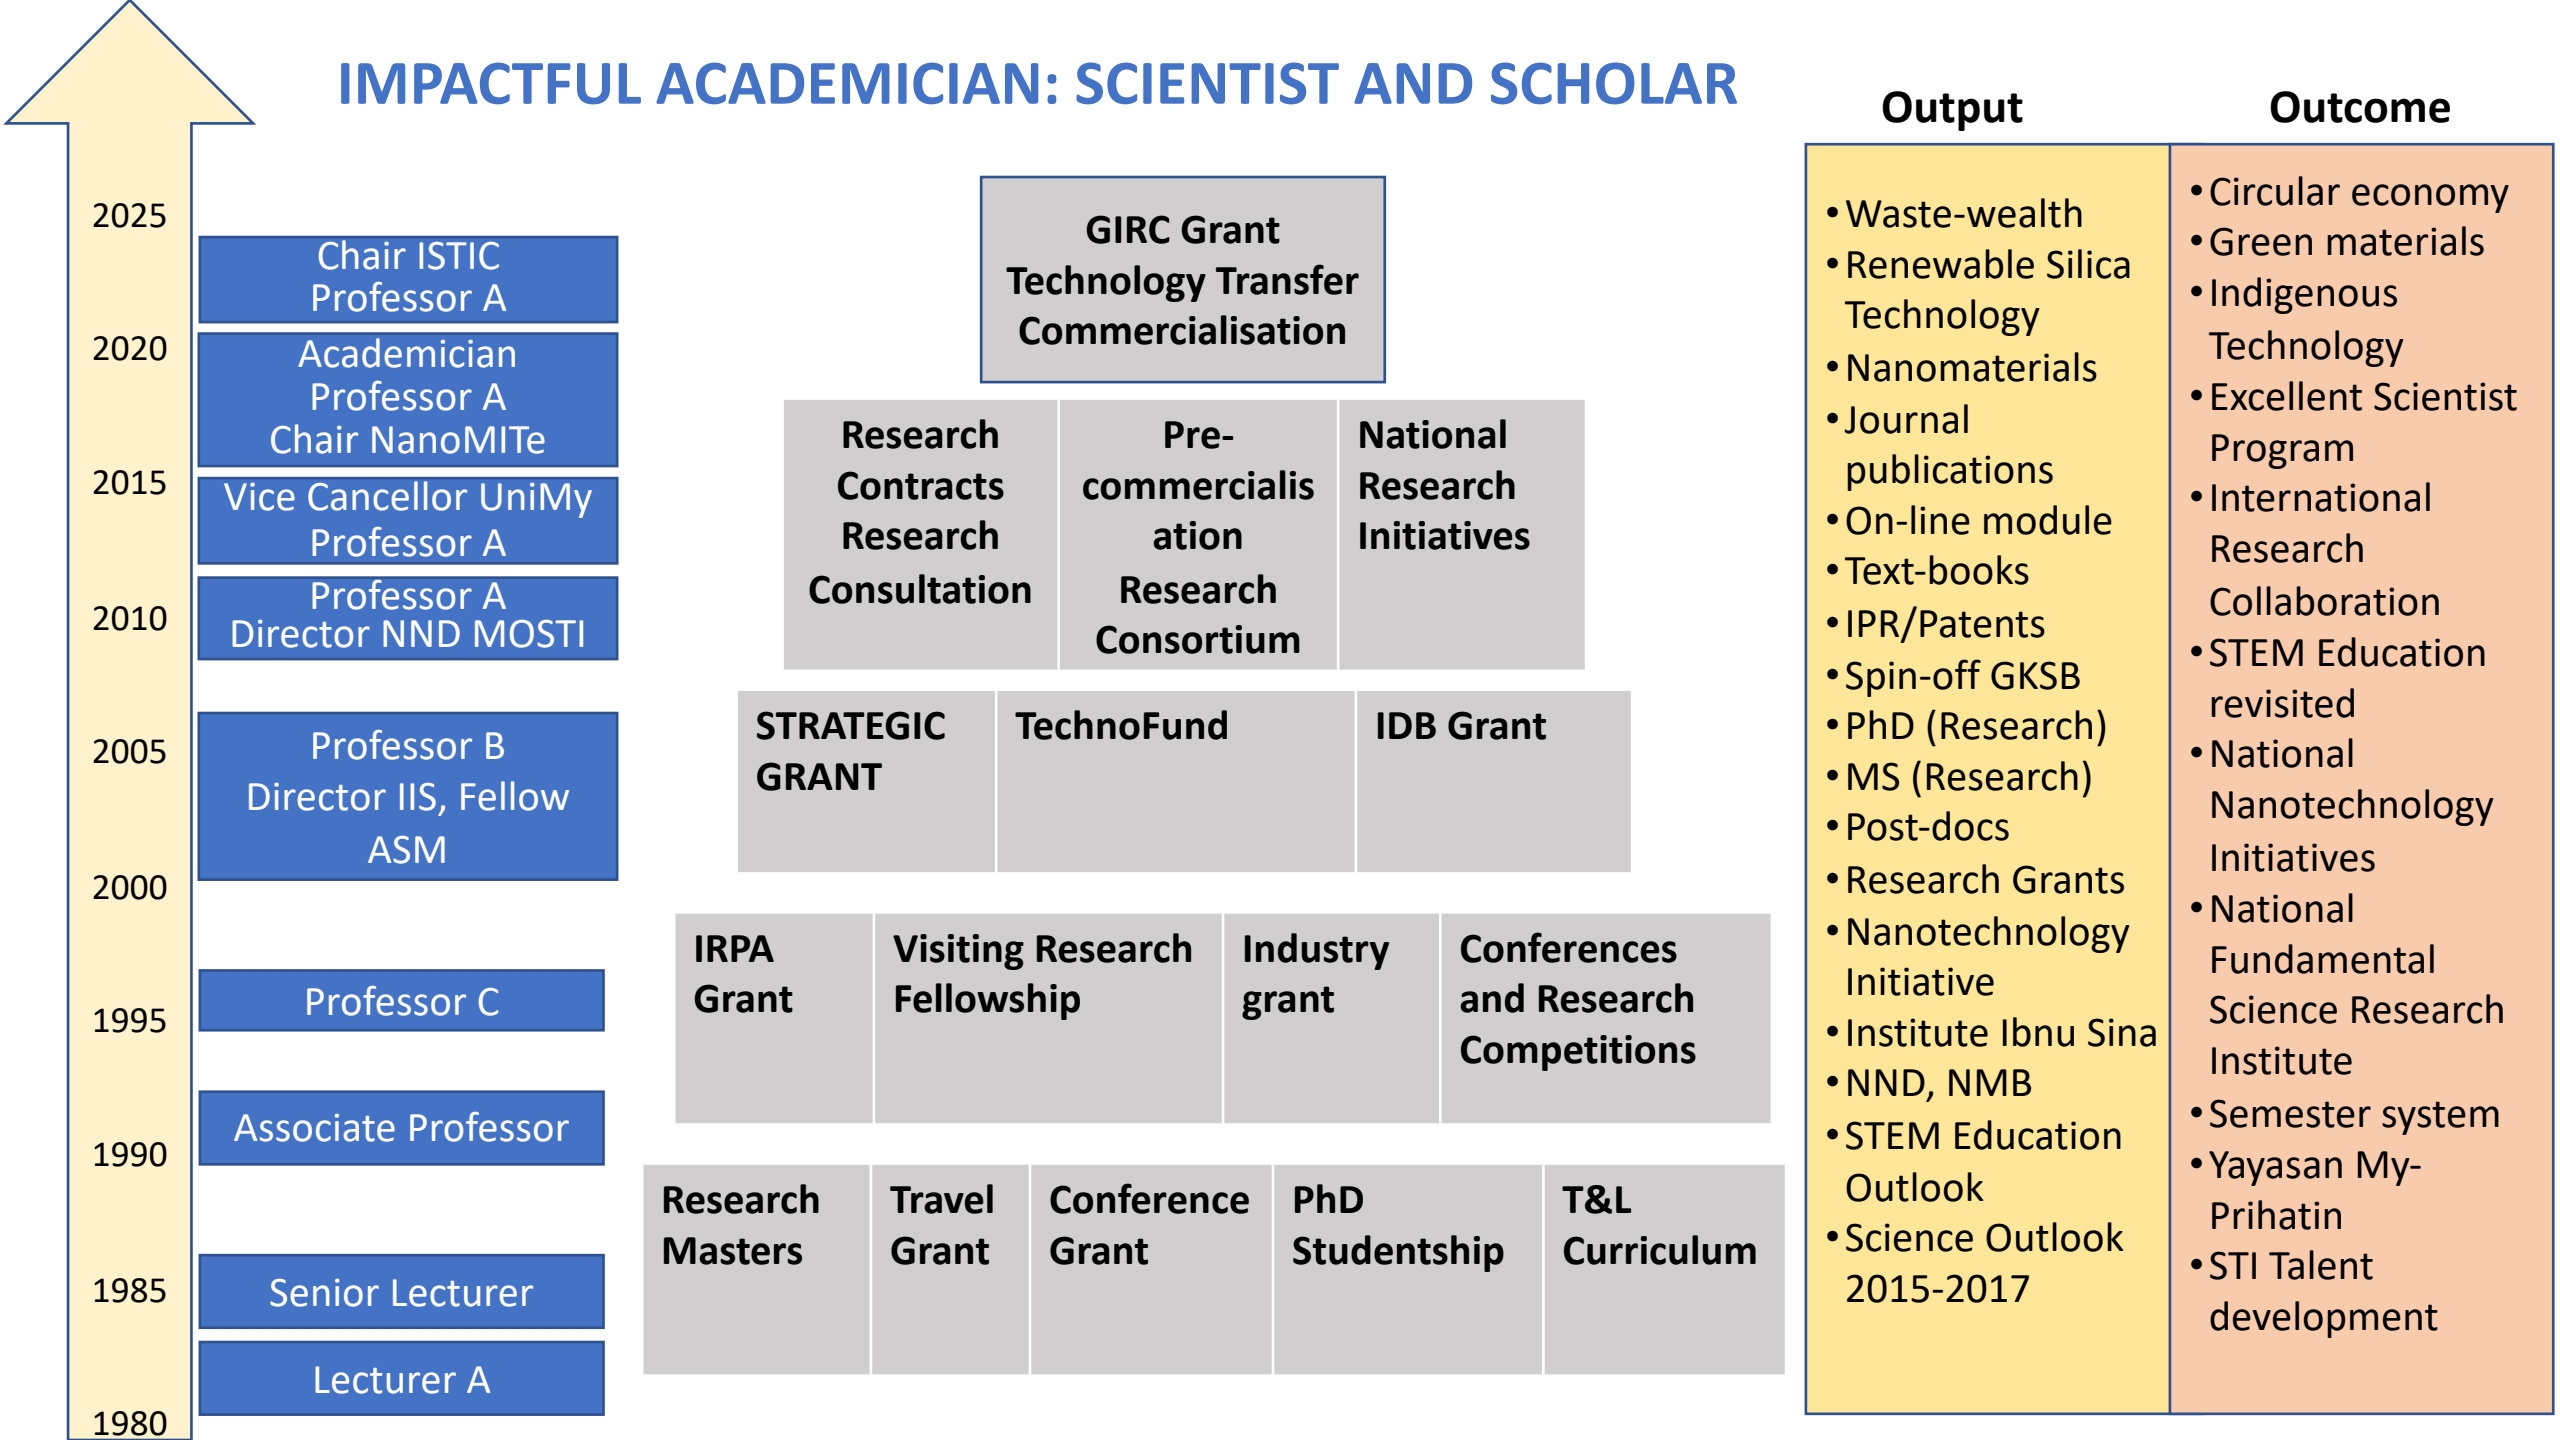 IMPACTFUL ACADEMICIAN: SCIENTIST AND SCHOLAR
2025
2020
2015
2010
2005
2000
1995
1990
1985
1980
Chair ISTIC
Professor A
Academician
Professor A
Chair NanoMITe
Vice Cancellor UniMy
Professor A
Professor A
Director NND MOSTI
Professor B
Director IIS, Fellow
ASM
Professor C
Associate Professor
Senior Lecturer
Lecturer A
GIRC Grant
Technology Transfer
Commercialisation
Research
Contracts
Research
Consultation
Pre-
commercialis
ation
Research
Consortium
National
Research
Initiatives
STRATEGIC
GRANT
TechnoFund
IDB Grant
IRPA
Grant
Visiting Research
Fellowship
Industry
grant
Conferences
and Research
Competitions
Research
Masters
Travel
Grant
Conference
Grant
PhD
Studentship
T&L
Curriculum
Output
•Waste-wealth
•Renewable Silica
Technology
•Nanomaterials
•Journal
publications
•On-line module
•Text-books
•IPR/Patents
•Spin-off GKSB
•PhD (Research)
•MS (Research)
•Post-docs
•Research Grants
•Nanotechnology
Initiative
•Institute Ibnu Sina
•NND, NMB
•STEM Education
Outlook
•Science Outlook
2015-2017
Outcome
•Circular economy
•Green materials
•Indigenous
Technology
•Excellent Scientist
Program
•International
Research
Collaboration
•STEM Education
revisited
•National
Nanotechnology
Initiatives
•National
Fundamental
Science Research
Institute
•Semester system
•Yayasan My-
Prihatin
•STI Talent
development